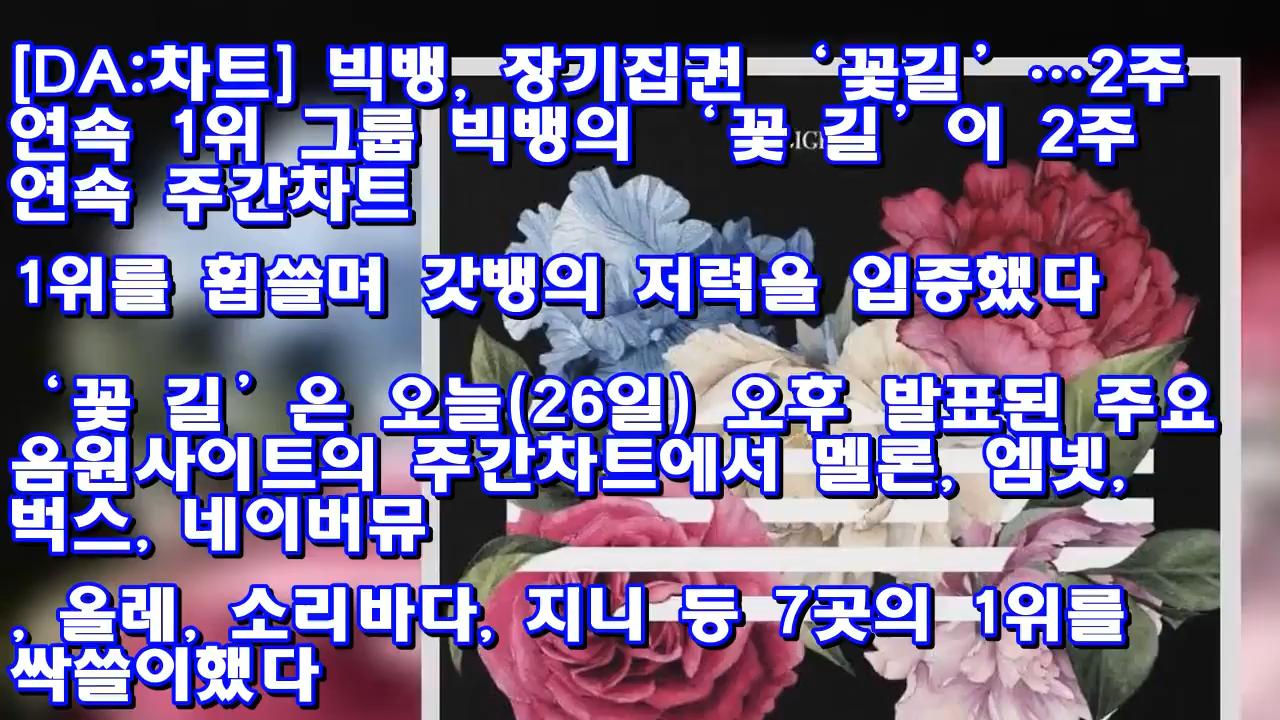 [DA:차트] 빅뱅, 장기집권 ‘꽃길’…2주
연속 1위 그룹 빅뱅의 ‘꽃 길’이 2주
연속 주간차트
1위를 휩쓸며 갓뱅의 저력을 입증했다
‘꽃 길’은 오늘(26일) 오후 발표된 주요
음원사이트의 주간차트에서 멜론, 엠넷,
벅스, 네이버뮤
, 올레, 소리바다, 지니 등 7곳의 1위를
싹쓸이했다